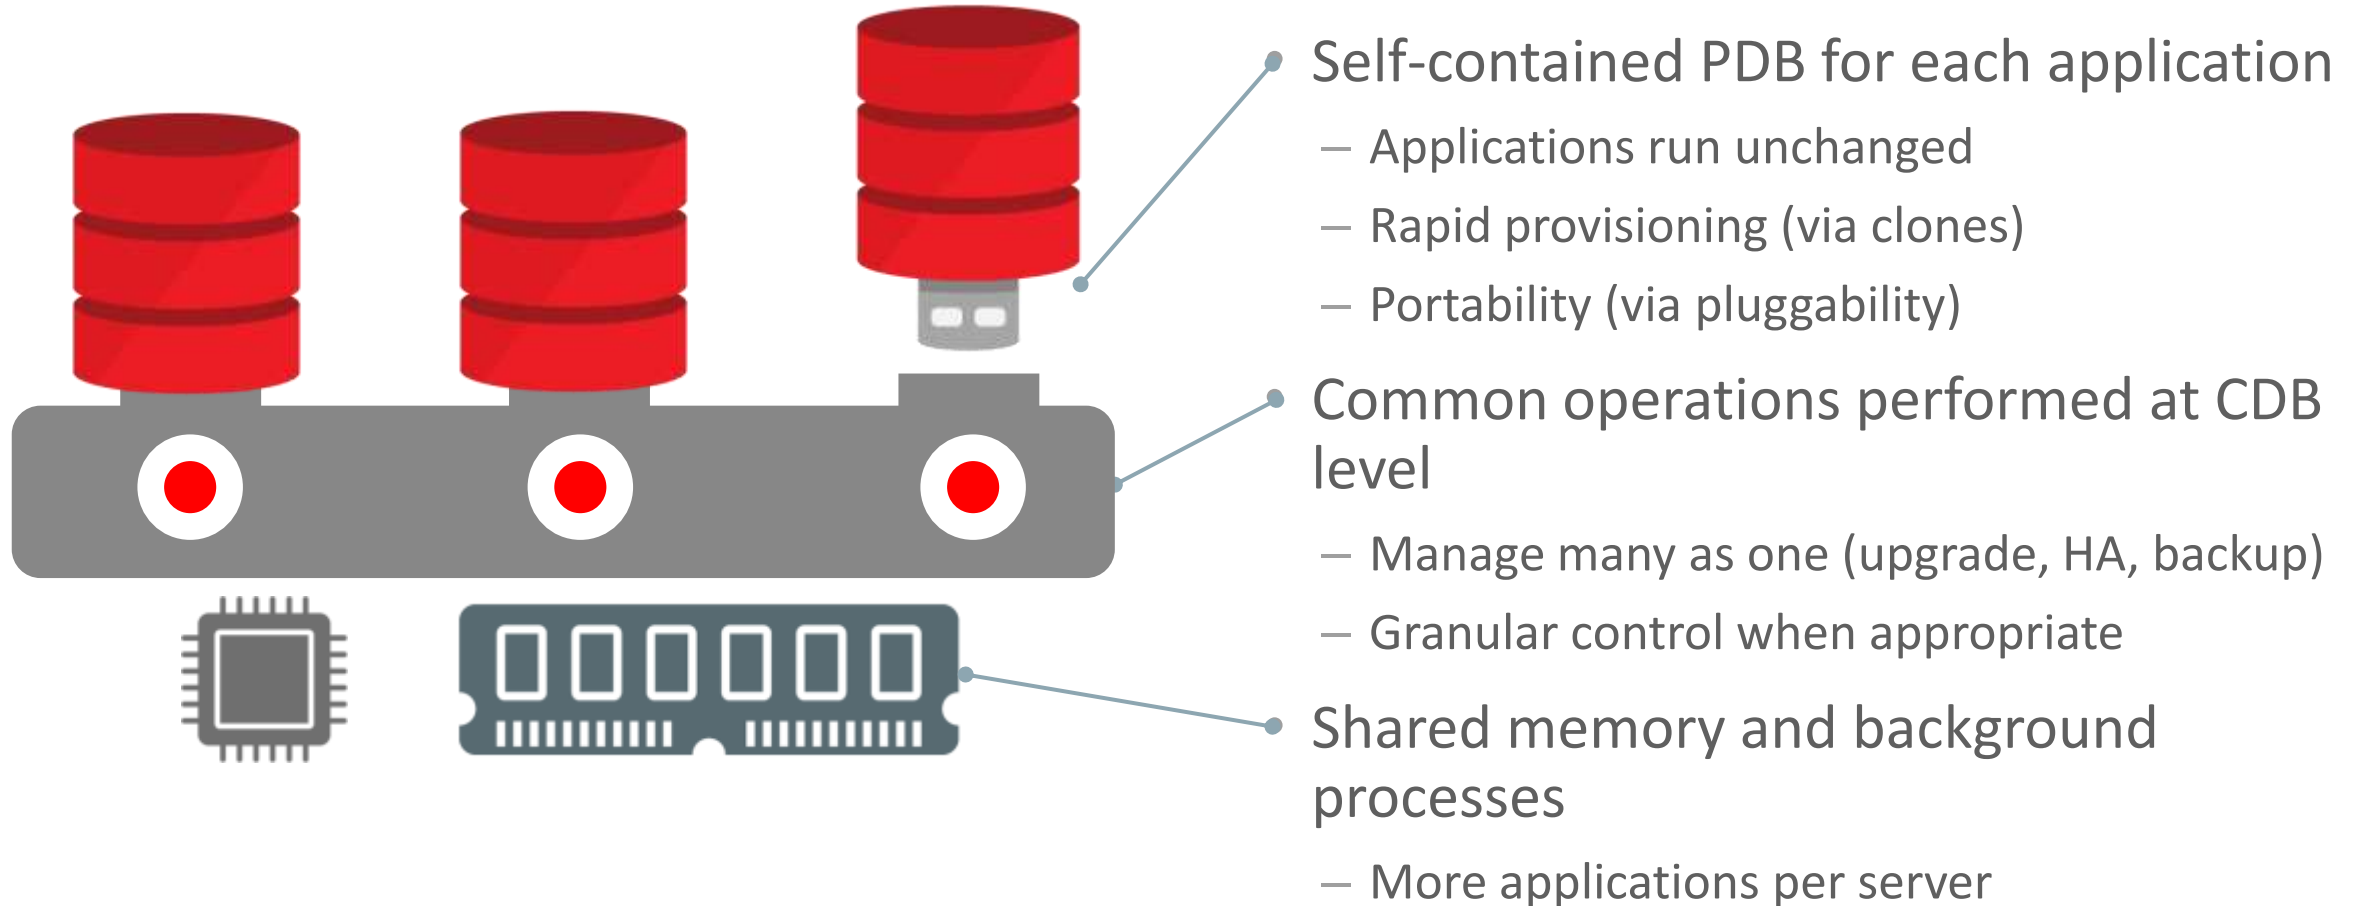 Self-contained PDB for each application
– Applications run unchanged
– Rapid provisioning (via clones)
– Portability (via pluggability)
Common operations performed at CDB
level
– Manage many as one (upgrade, HA, backup)
– Granular control when appropriate
Shared memory and background
processes
– More applications per server